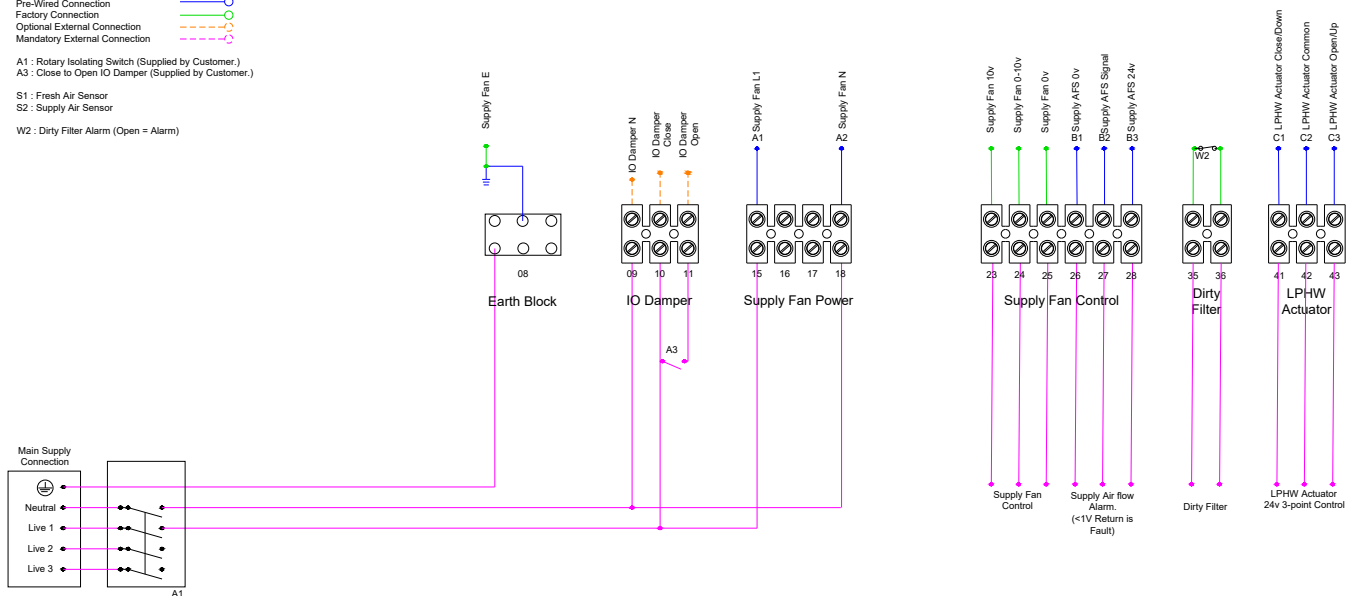 Pre-Wired Connection
Factory Connection
Optional External Connection
Mandatory External Connection
A1 : Rotary Isolating Switch (Supplied by Customer.)
A3 : Close to Open IO Damper (Supplied by Customer.)
S1 : Fresh Air Sensor
S2 : Supply Air Sensor
W2 : Dirty Filter Alarm (Open = Alarm)
Supply Fan E
IO Damper N
IO Damper
Close
IO Damper
Open
A1 Supply Fan L1
A2 Supply Fan N
Supply Fan 10v
Supply Fan 0-10v
Supply Fan 0v
B1 Supply AFS 0v
B2 Supply AFS Signal
B3 Supply AFS 24v
W2
C1 LPHW Actuator Close/Down
C2 LPHW Actuator Common
C3 LPHW Actuator Open/Up
08
09 10 11
15 16 17 18
23 24 25 26 27 28
35 36
41 42 43
Earth Block
IO Damper
Supply Fan Power
Supply Fan Control
Dirty
Filter
LPHW
Actuator
A3
Main Supply
Connection
Neutral
Live 1
Live 2
Live 3
A1
Supply Fan
Control
Supply Air flow
Alarm.
(<1V Return is
Fault)
Dirty Filter
LPHW Actuator
24v 3-point Control